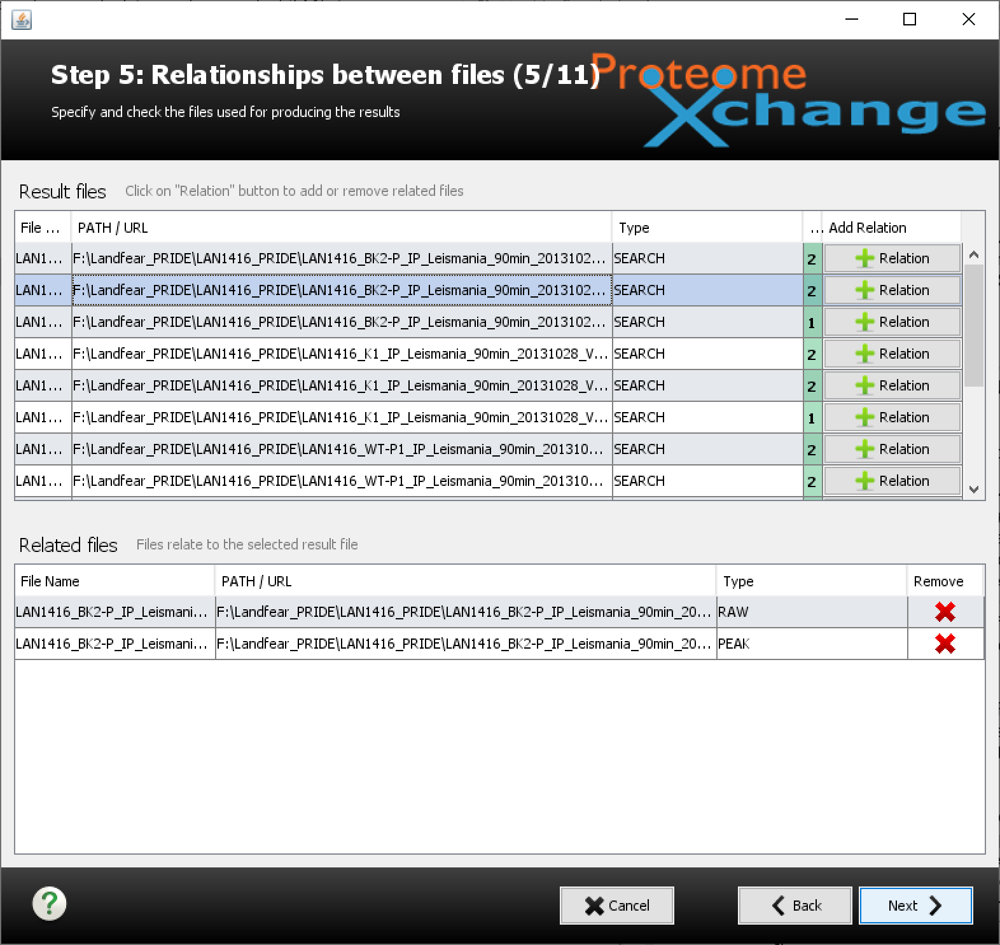 Step 5: Relationships between files (5/11)
Proteome
Xchange
Specify and check the files used for producing the results
Result files Click on "Relation" button to add or remove related files
File ... PATH / URL Type ... Add Relation
LAN1... F:\Landfear_PRIDE\LAN1416_PRIDE\LAN1416_BK2-P_IP_Leismania_90min_2013102... SEARCH 2 Relation
LAN1... F:\Landfear_PRIDE\LAN1416_PRIDE\LAN1416_BK2-P_IP_Leismania_90min_2013102... SEARCH 2 Relation
LAN1... F:\Landfear_PRIDE\LAN1416_PRIDE\LAN1416_BK2-P_IP_Leismania_90min_2013102... SEARCH 1 Relation
LAN1... F:\Landfear_PRIDE\LAN1416_PRIDE\LAN1416_K1_IP_Leismania_90min_20131028_V... SEARCH 2 Relation
LAN1... F:\Landfear_PRIDE\LAN1416_PRIDE\LAN1416_K1_IP_Leismania_90min_20131028_V... SEARCH 2 Relation
LAN1... F:\Landfear_PRIDE\LAN1416_PRIDE\LAN1416_K1_IP_Leismania_90min_20131028_V... SEARCH 1 Relation
LAN1... F:\Landfear_PRIDE\LAN1416_PRIDE\LAN1416_WT-P1_IP_Leismania_90min_201310... SEARCH 2 Relation
LAN1... F:\Landfear_PRIDE\LAN1416_PRIDE\LAN1416_WT-P1_IP_Leismania_90min_201310... SEARCH 2 Relation
Related files Files relate to the selected result file
File Name PATH / URL Type Remove
LAN1416_BK2-P_IP_Leismani... F:\Landfear_PRIDE\LAN1416_PRIDE\LAN1416_BK2-P_IP_Leismania_90min_20... RAW
LAN1416_BK2-P_IP_Leismani... F:\Landfear_PRIDE\LAN1416_PRIDE\LAN1416_BK2-P_IP_Leismania_90min_20... PEAK
? Cancel Back Next